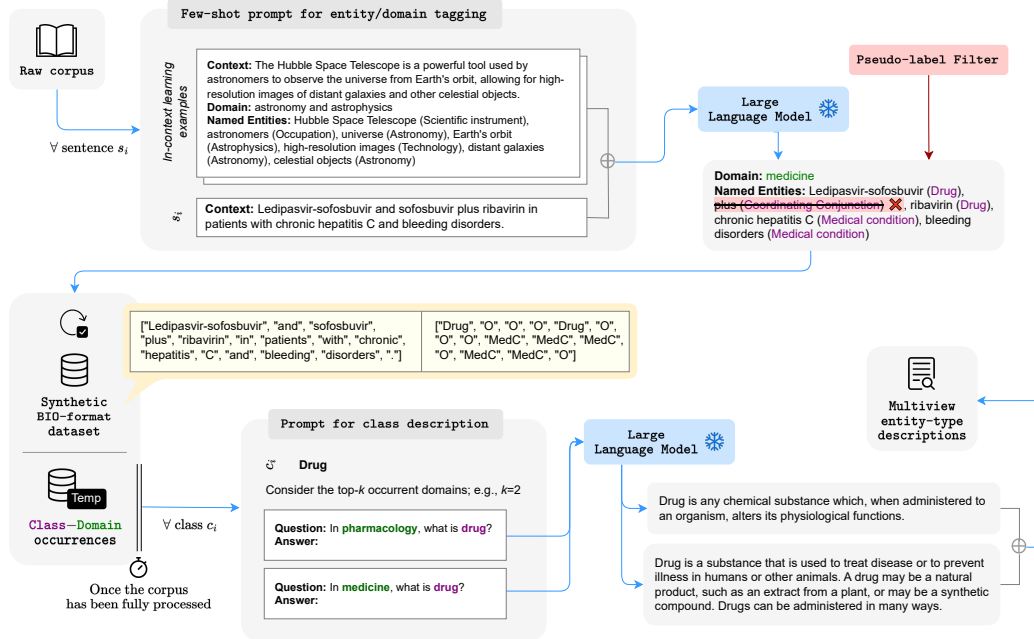 Few-shot prompt for entity/domain tagging
Raw corpus
∀ sentence s_i
In-context learning
examples
Context: The Hubble Space Telescope is a powerful tool used by
astronomers to observe the universe from Earth's orbit, allowing for high-
resolution images of distant galaxies and other celestial objects.
Domain: astronomy and astrophysics
Named Entities: Hubble Space Telescope (Scientific instrument),
astronomers (Occupation), universe (Astronomy), Earth's orbit
(Astrophysics), high-resolution images (Technology), distant galaxies
(Astronomy), celestial objects (Astronomy)
s_i
Context: Ledipasvir-sofosbuvir and sofosbuvir plus ribavirin in
patients with chronic hepatitis C and bleeding disorders.
Large
Language Model
Pseudo-label Filter
Domain: medicine
Named Entities: Ledipasvir-sofosbuvir (Drug),
plus (Coordinating Conjunction) , ribavirin (Drug),
chronic hepatitis C (Medical condition), bleeding
disorders (Medical condition)
Synthetic
BIO-format
dataset
["Ledipasvir-sofosbuvir", "and", "sofosbuvir",
"plus", "ribavirin", "in", "patients", "with", "chronic",
"hepatitis", "C", "and", "bleeding", "disorders", "."]
["Drug", "O", "O", "O", "Drug", "O",
"O", "O", "MedC", "MedC", "MedC",
"O", "MedC", "MedC", "O"]
Temp
Class–Domain
occurrences
Once the corpus
has been fully processed
∀ class c_i
Prompt for class description
c_i
Drug
Consider the top-k occurrent domains; e.g., k=2
Question: In pharmacology, what is drug?
Answer:
Question: In medicine, what is drug?
Answer:
Large
Language Model
Drug is any chemical substance which, when administered to
an organism, alters its physiological functions.
Drug is a substance that is used to treat disease or to prevent
illness in humans or other animals. A drug may be a natural
product, such as an extract from a plant, or may be a synthetic
compound. Drugs can be administered in many ways.
Multiview
entity-type
descriptions